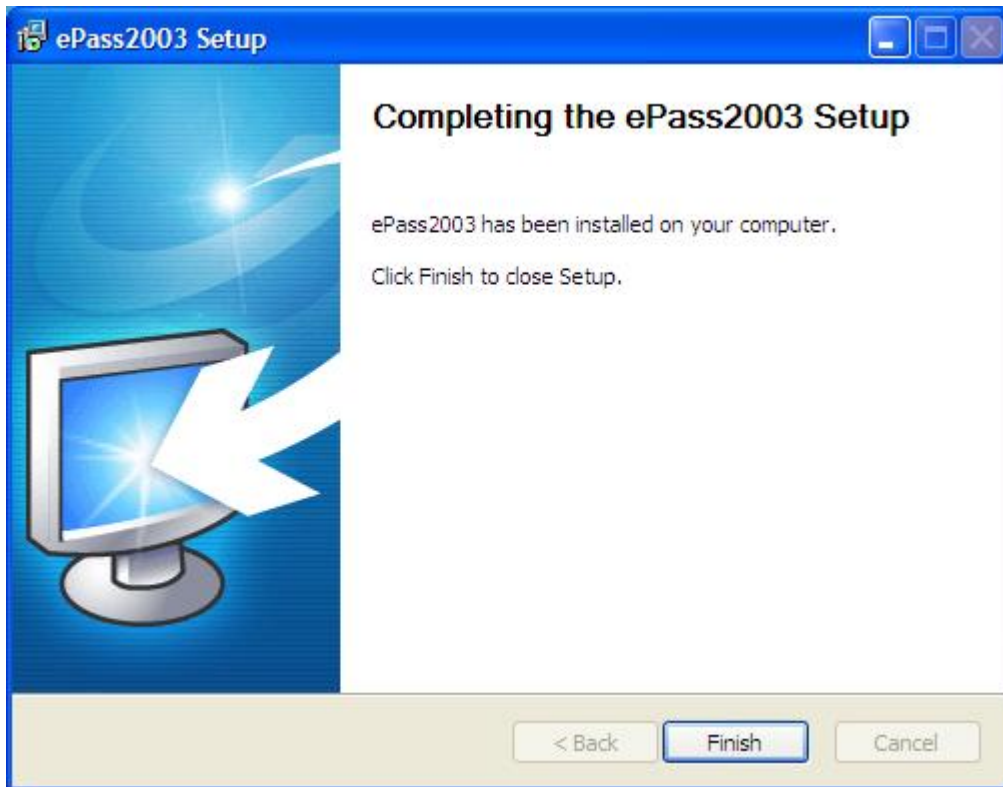 ePass2003 Setup
Completing the ePass2003 Setup
ePass2003 has been installed on your computer.
Click Finish to close Setup.
< Back Finish Cancel